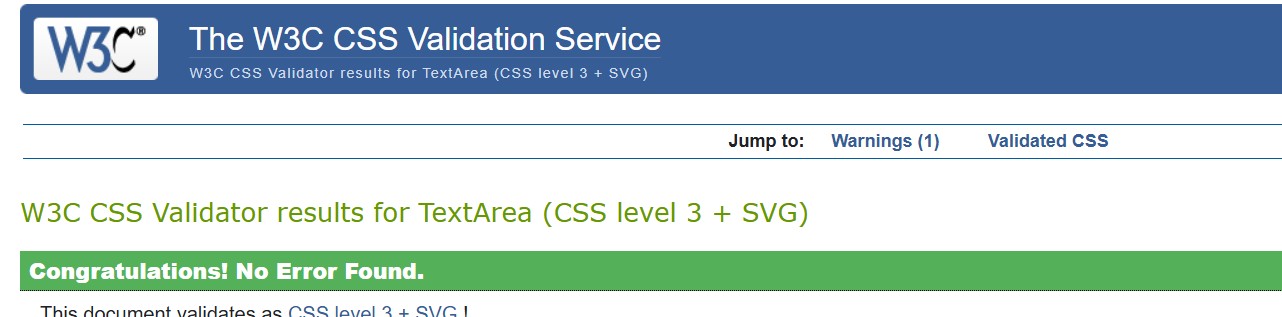 W3C®
The W3C CSS Validation Service
W3C CSS Validator results for TextArea (CSS level 3 + SVG)
Jump to: Warnings (1) Validated CSS
W3C CSS Validator results for TextArea (CSS level 3 + SVG)
Congratulations! No Error Found.
This document validates as CSS level 3 + SVG !